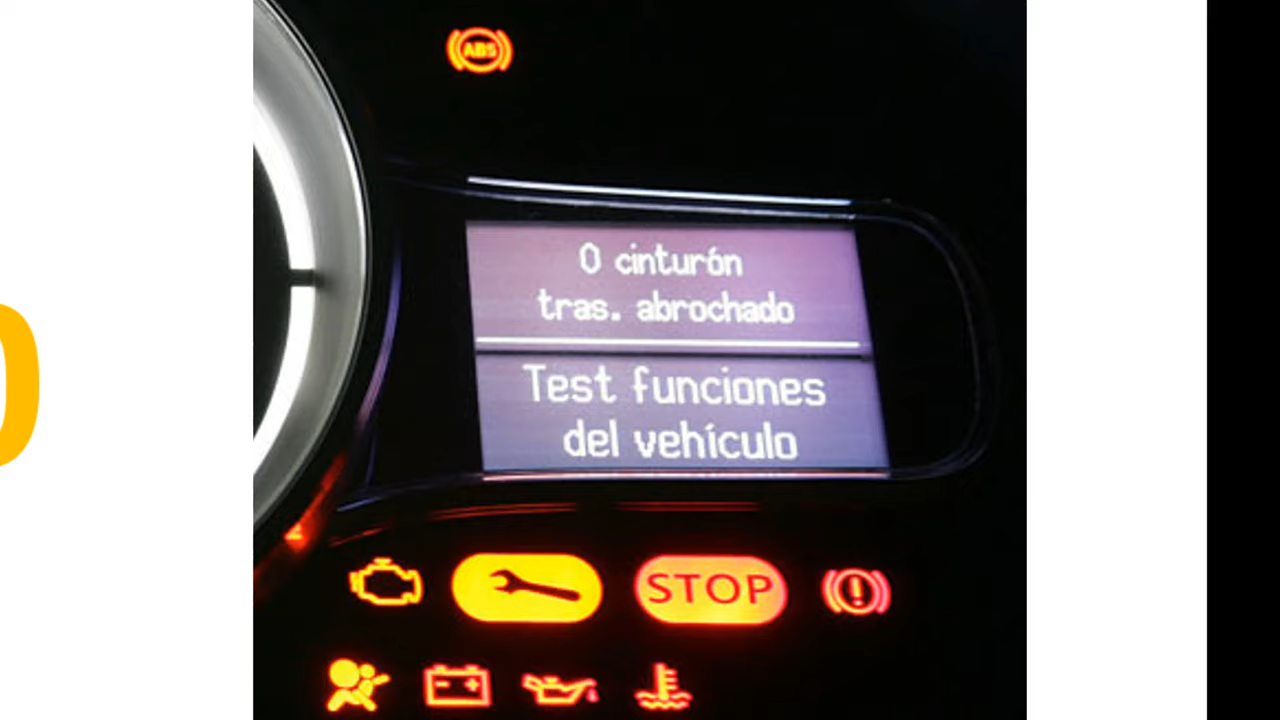 ABS
0 cinturón
tras. abrochado
Test funciones
del vehículo
STOP